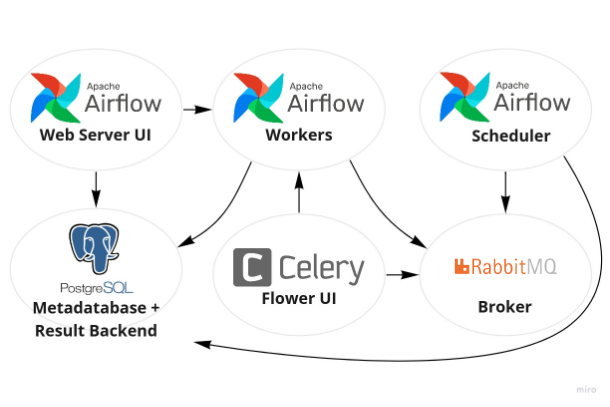 Apache
Airflow
Web Server UI
Apache
Airflow
Workers
Apache
Airflow
Scheduler
PostgreSQL
Metadatabase +
Result Backend
C Celery
Flower UI
RabbitMQ
Broker
miro